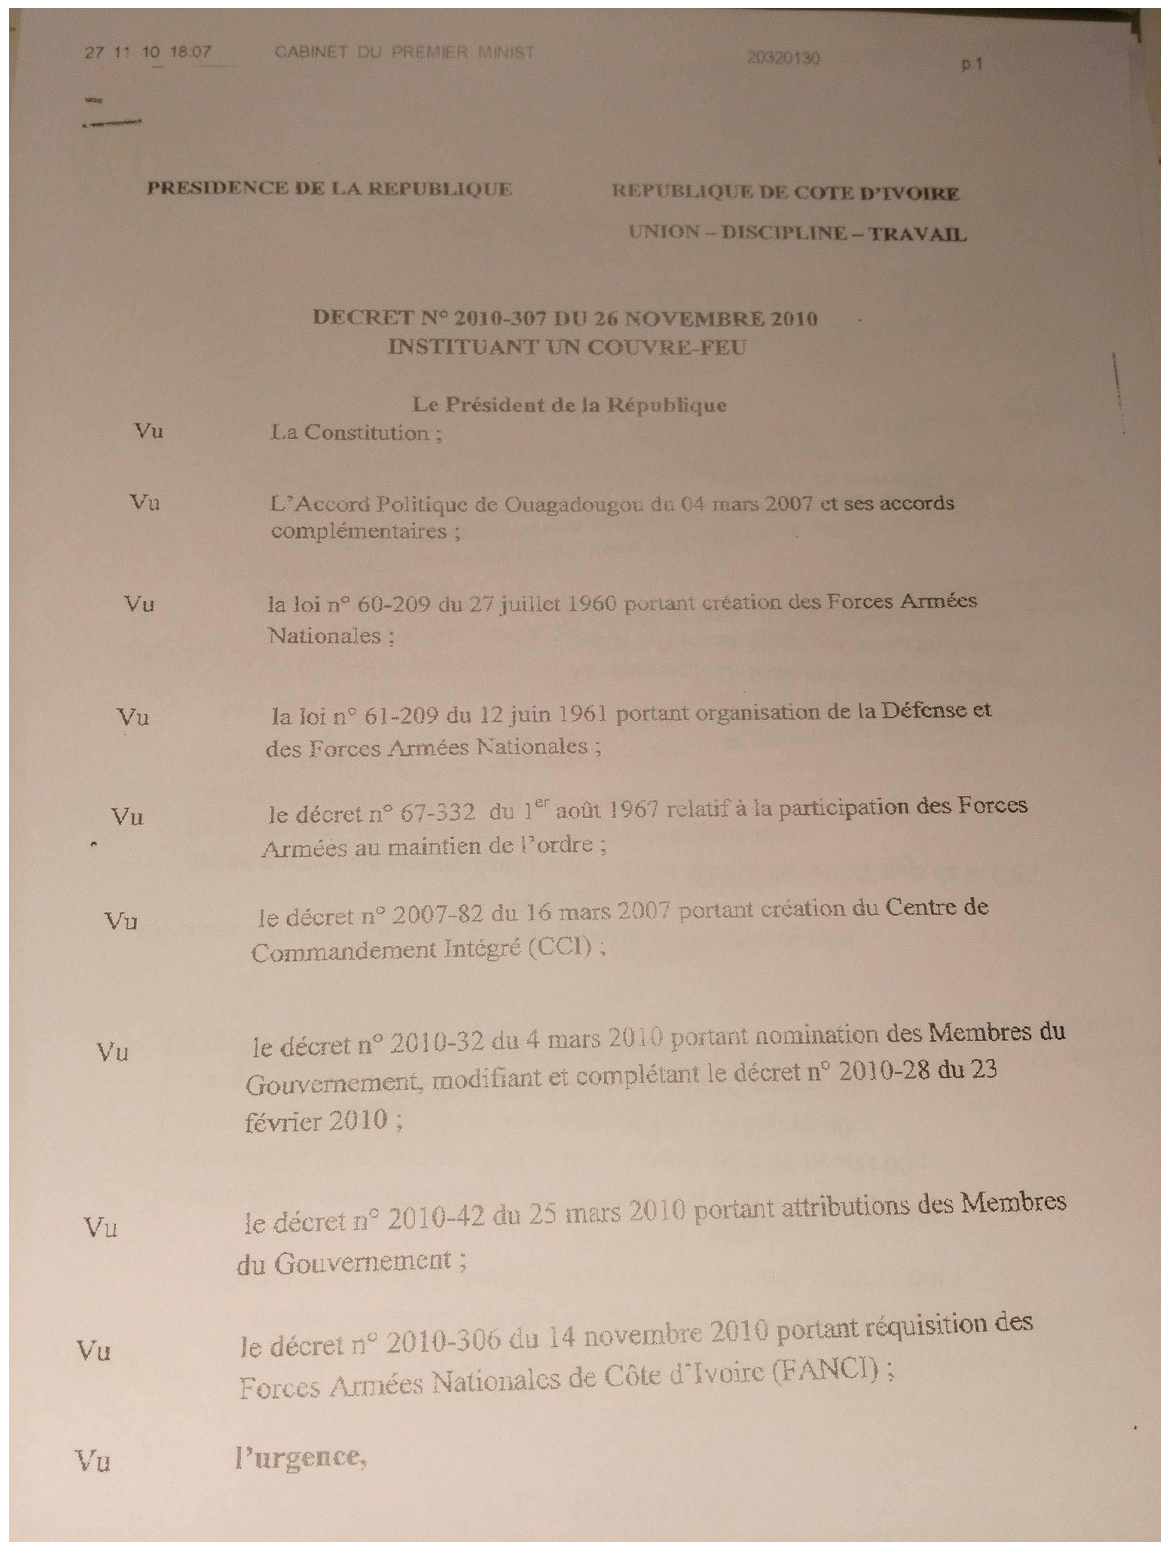 27 11 10 18:07 CABINET DU PREMIER MINIST 20320130 p.1
PRESIDENCE DE LA REPUBLIQUE REPUBLIQUE DE COTE D'IVOIRE
UNION – DISCIPLINE – TRAVAIL
DECRET N° 2010-307 DU 26 NOVEMBRE 2010
INSTITUANT UN COUVRE-FEU
Le Président de la République
Vu La Constitution ;
Vu L'Accord Politique de Ouagadougou du 04 mars 2007 et ses accords
complémentaires ;
Vu la loi n° 60-209 du 27 juillet 1960 portant création des Forces Armées
Nationales ;
Vu la loi n° 61-209 du 12 juin 1961 portant organisation de la Défense et
des Forces Armées Nationales ;
Vu le décret n° 67-332 du 1er août 1967 relatif à la participation des Forces
Armées au maintien de l'ordre ;
Vu le décret n° 2007-82 du 16 mars 2007 portant création du Centre de
Commandement Intégré (CCI) ;
Vu le décret n° 2010-32 du 4 mars 2010 portant nomination des Membres du
Gouvernement, modifiant et complétant le décret n° 2010-28 du 23
février 2010 ;
Vu le décret n° 2010-42 du 25 mars 2010 portant attributions des Membres
du Gouvernement ;
Vu le décret n° 2010-306 du 14 novembre 2010 portant réquisition des
Forces Armées Nationales de Côte d'Ivoire (FANCI) ;
Vu l'urgence,